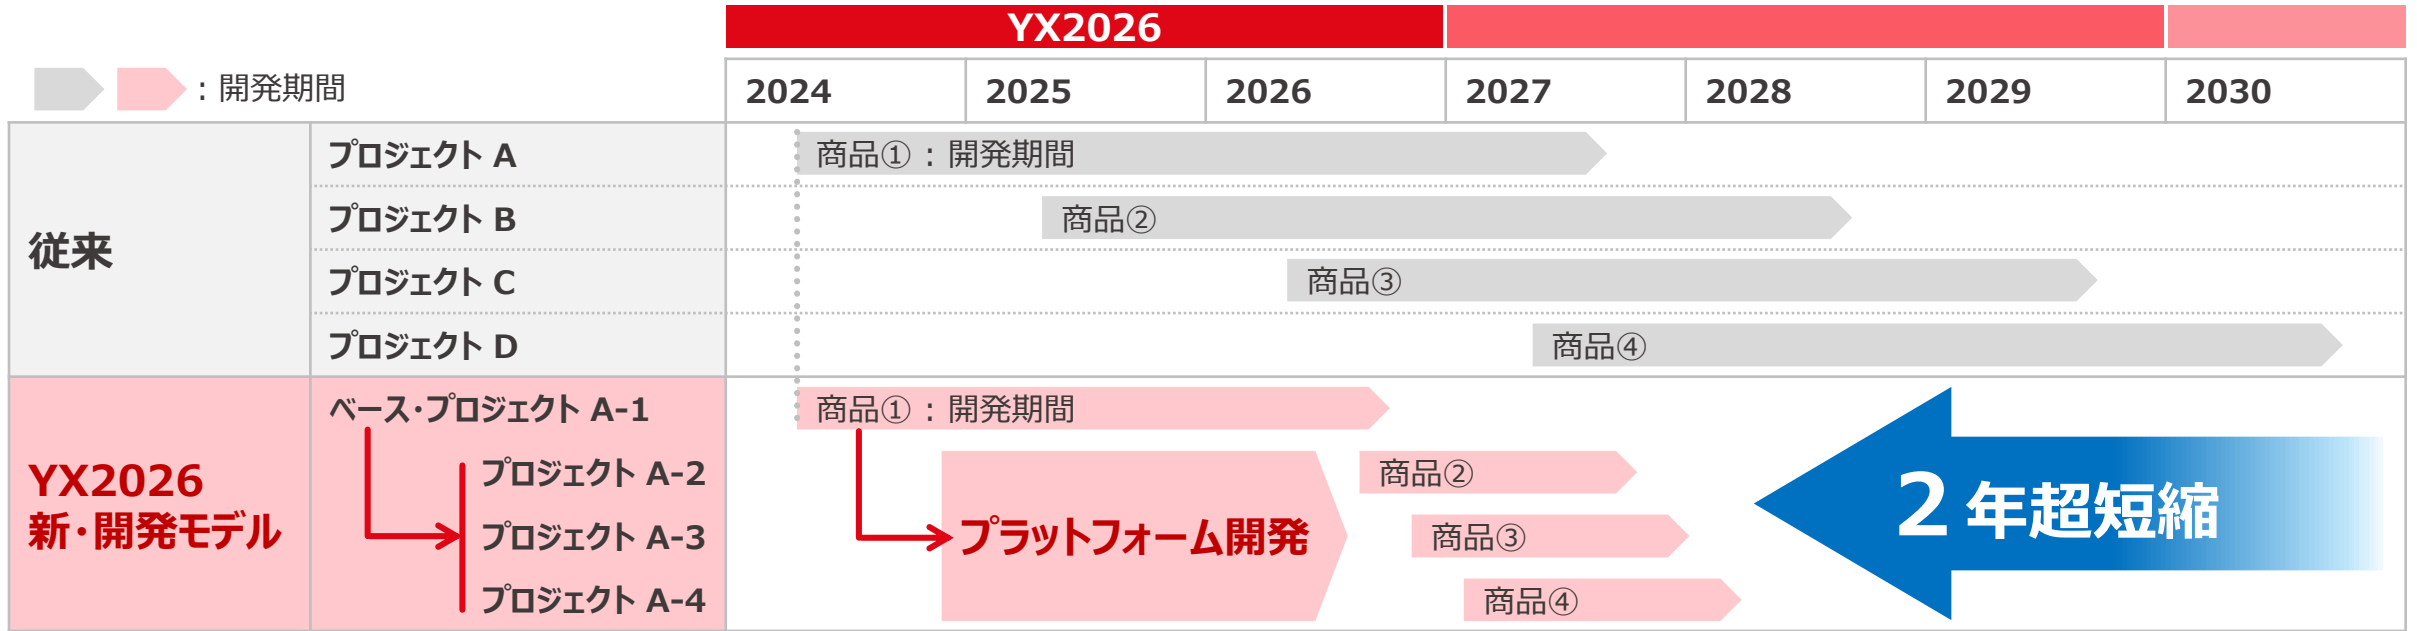 YX2026
：開発期間
2024 2025 2026 2027 2028 2029 2030
従来
プロジェクト A
商品①：開発期間
プロジェクト B
商品②
プロジェクト C
商品③
プロジェクト D
商品④
YX2026
新・開発モデル
ベース・プロジェクト A-1
商品①：開発期間
プロジェクト A-2
商品②
プロジェクト A-3
商品③
プロジェクト A-4
商品④
プラットフォーム開発
2年超短縮